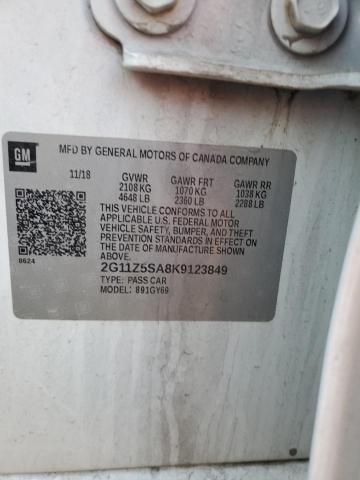 GM
MFD BY GENERAL MOTORS OF CANADA COMPANY
11/18 GVWR GAWR FRT GAWR RR
2108 KG 1070 KG 1038 KG
4648 LB 2360 LB 2288 LB
THIS VEHICLE CONFORMS TO ALL
APPLICABLE U.S. FEDERAL MOTOR
VEHICLE SAFETY, BUMPER, AND THEFT
PREVENTION STANDARDS IN EFFECT ON
THE DATE OF MANUFACTURE SHOWN
ABOVE.
8624
2G11Z5SA8K9123849
TYPE: PASS CAR
MODEL: 891GY69